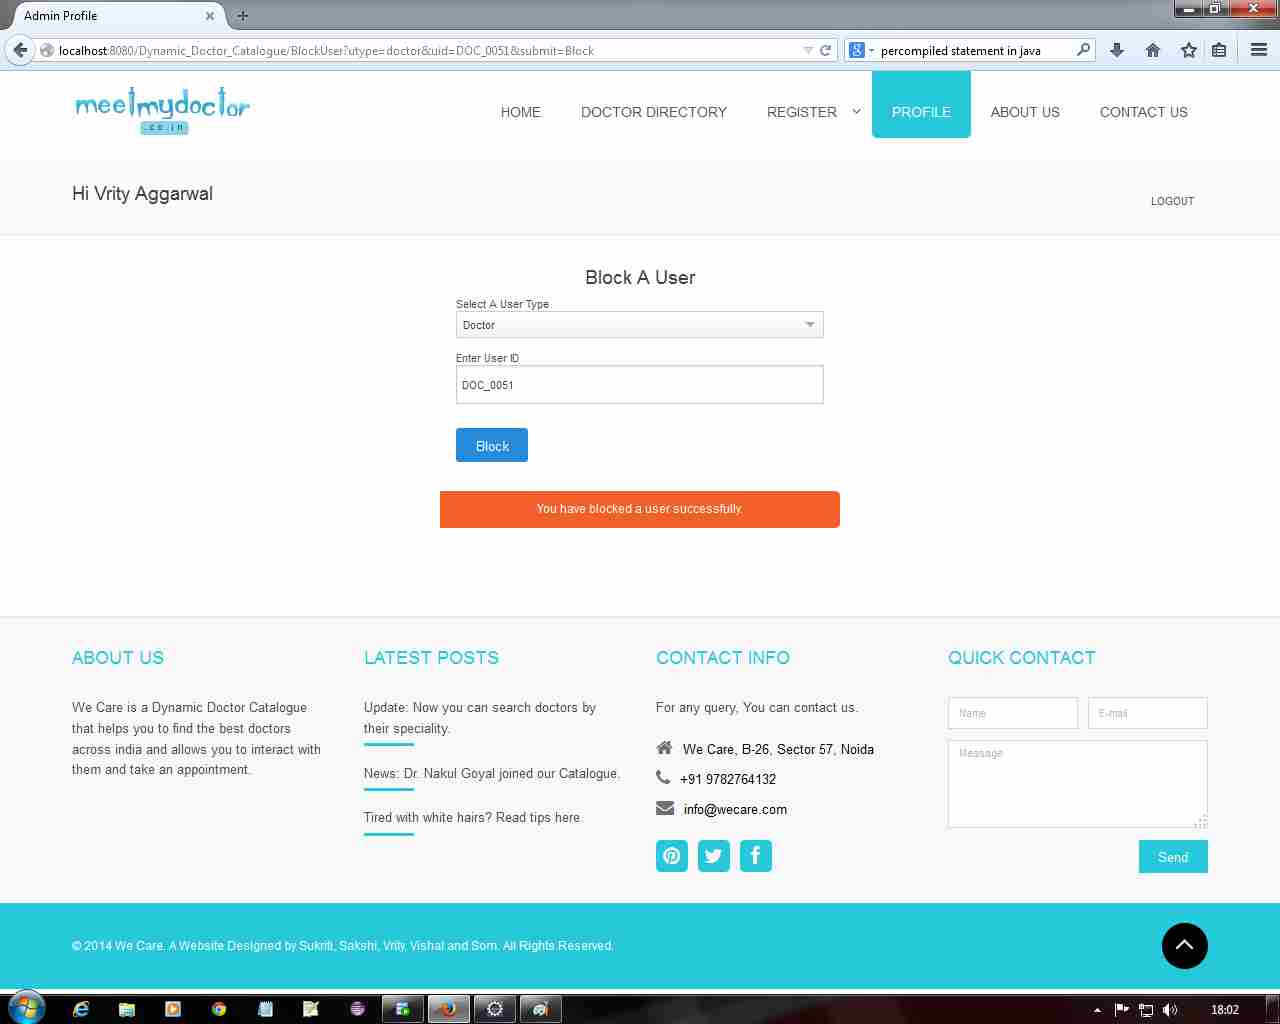 Admin Profile
localhost:8080/Dynamic_Doctor_Catalogue/BlockUser?utype=doctor&uid=DOC_0051&submit=Block
percompiled statement in java
meetmydoctor
.co.in
HOME
DOCTOR DIRECTORY
REGISTER
PROFILE
ABOUT US
CONTACT US
Hi Vrity Aggarwal
LOGOUT
Block A User
Select A User Type
Doctor
Enter User ID
DOC_0051
Block
You have blocked a user successfully.
ABOUT US
We Care is a Dynamic Doctor Catalogue
that helps you to find the best doctors
across india and allows you to interact with
them and take an appointment.
LATEST POSTS
Update: Now you can search doctors by
their speciality.
News: Dr. Nakul Goyal joined our Catalogue.
Tired with white hairs? Read tips here.
CONTACT INFO
For any query, You can contact us.
We Care, B-26, Sector 57, Noida
+91 9782764132
info@wecare.com
QUICK CONTACT
Name
E-mail
Message
Send
© 2014 We Care. A Website Designed by Sukriti, Sakshi, Vrity, Vishal and Som. All Rights Reserved.
18:02